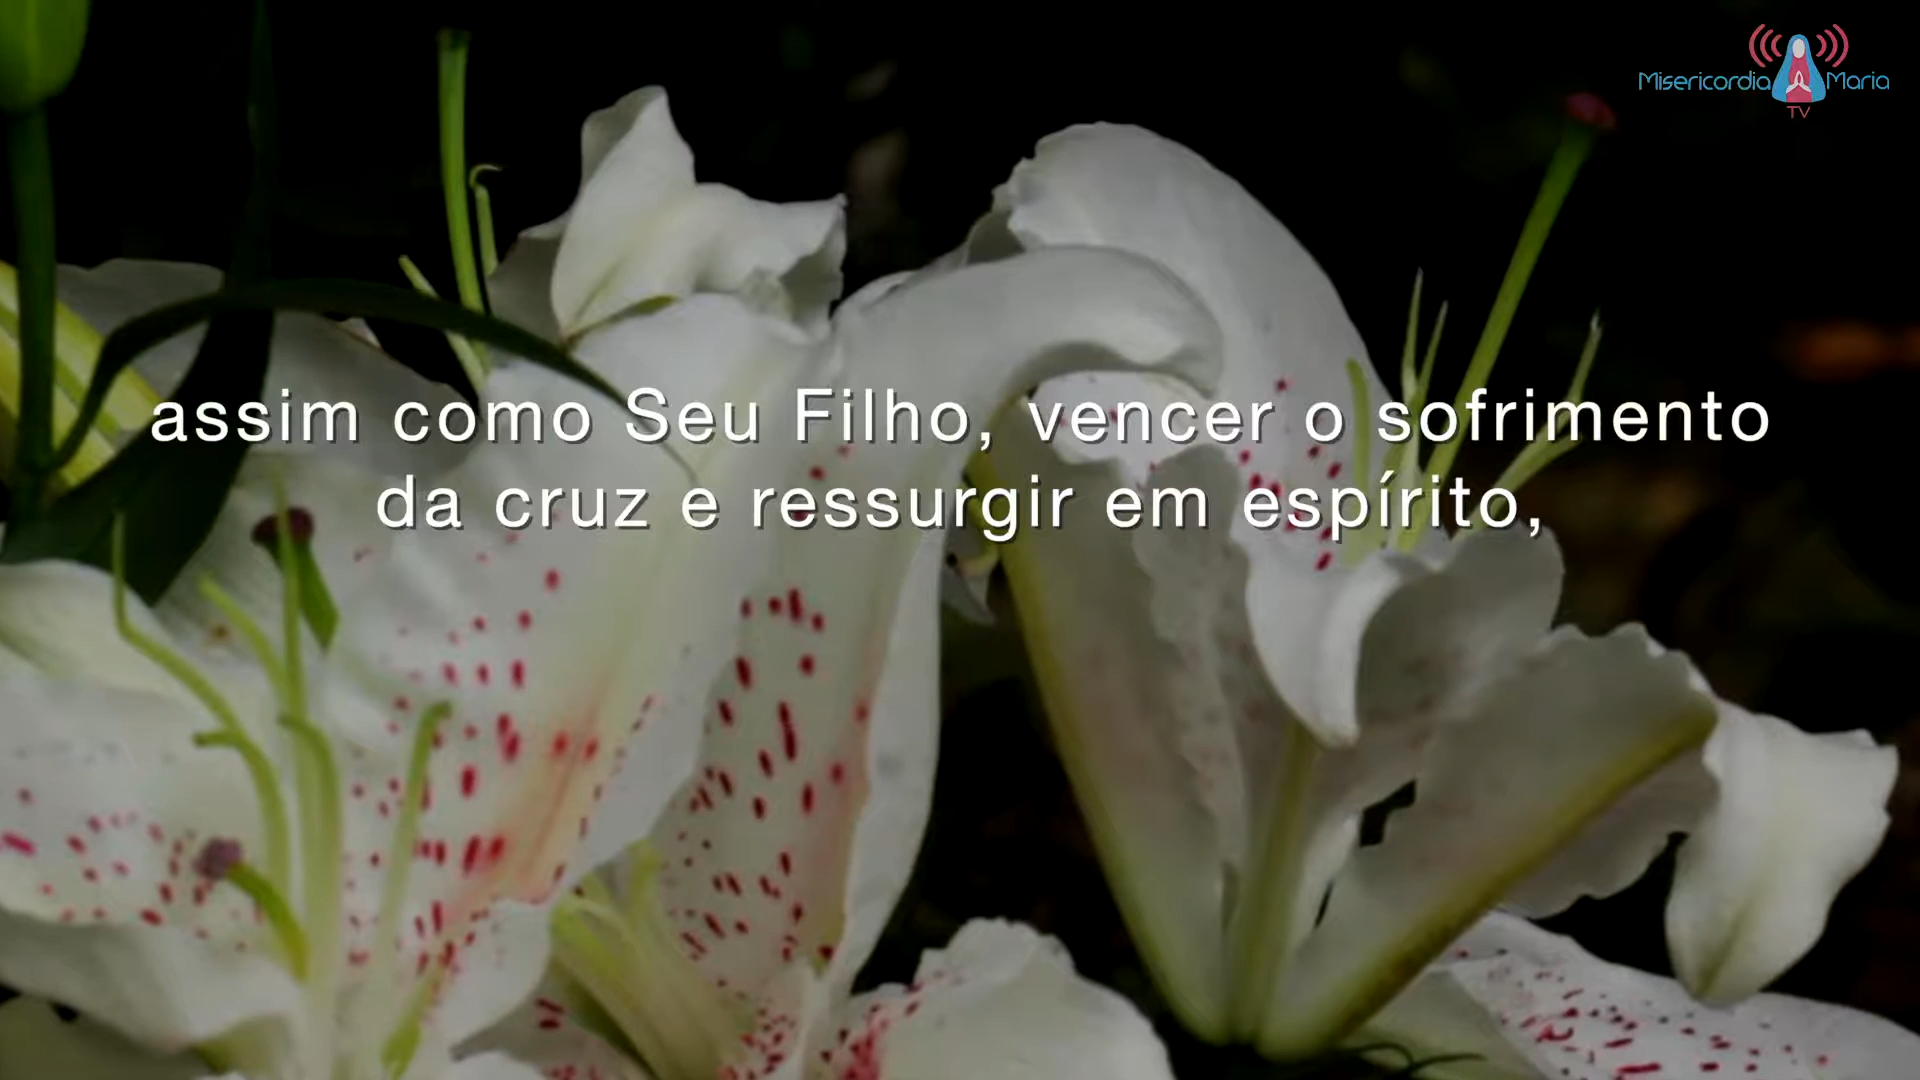 Misericordia Maria
TV
assim como Seu Filho, vencer o sofrimento
da cruz e ressurgir em espírito,